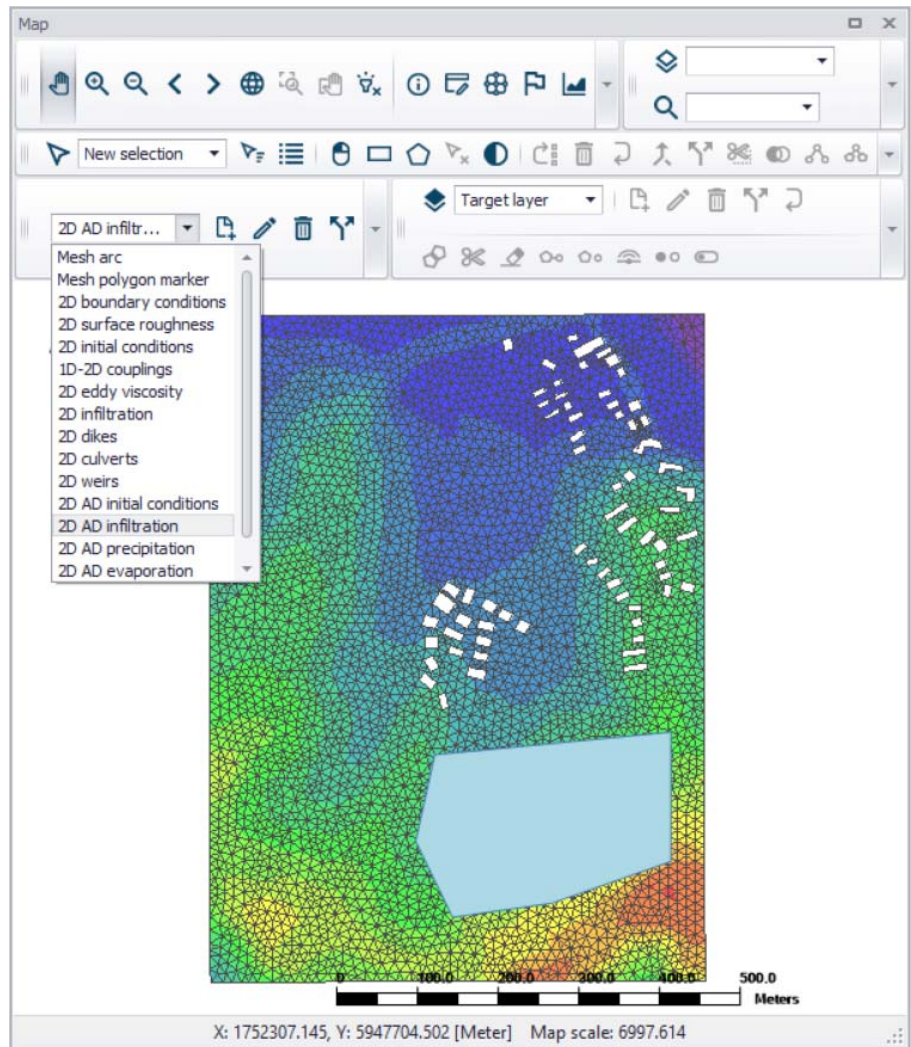 Map
New selection
2D AD infiltr...
Target layer
Mesh arc
Mesh polygon marker
2D boundary conditions
2D surface roughness
2D initial conditions
1D-2D couplings
2D eddy viscosity
2D infiltration
2D dikes
2D culverts
2D weirs
2D AD initial conditions
2D AD infiltration
2D AD precipitation
2D AD evaporation
0 100.0 200.0 300.0 400.0 500.0
Meters
X: 1752307.145, Y: 5947704.502 [Meter] Map scale: 6997.614